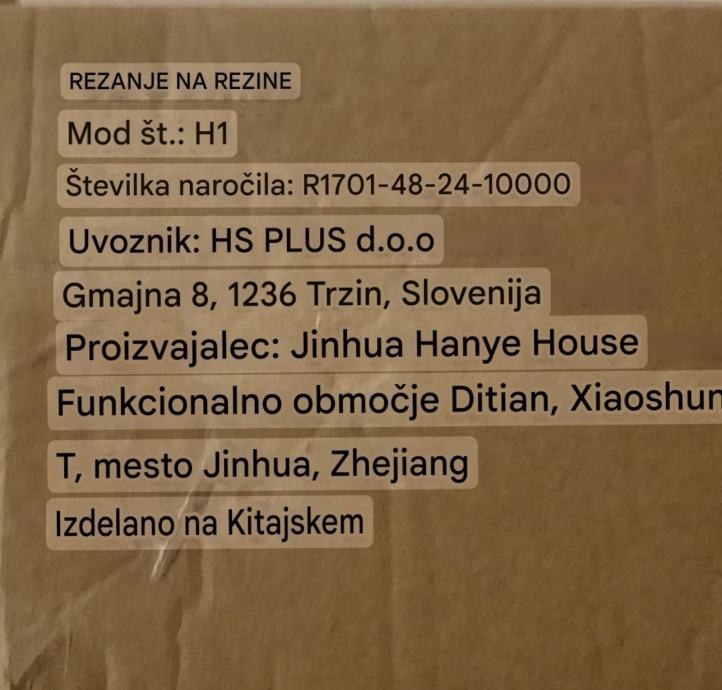 REZANJE NA REZINE
Mod št.: H1
Številka naročila: R1701-48-24-10000
Uvoznik: HS PLUS d.o.o
Gmajna 8, 1236 Trzin, Slovenija
Proizvajalec: Jinhua Hanye House
Funkcionalno območje Ditian, Xiaoshun
T, mesto Jinhua, Zhejiang
Izdelano na Kitajskem